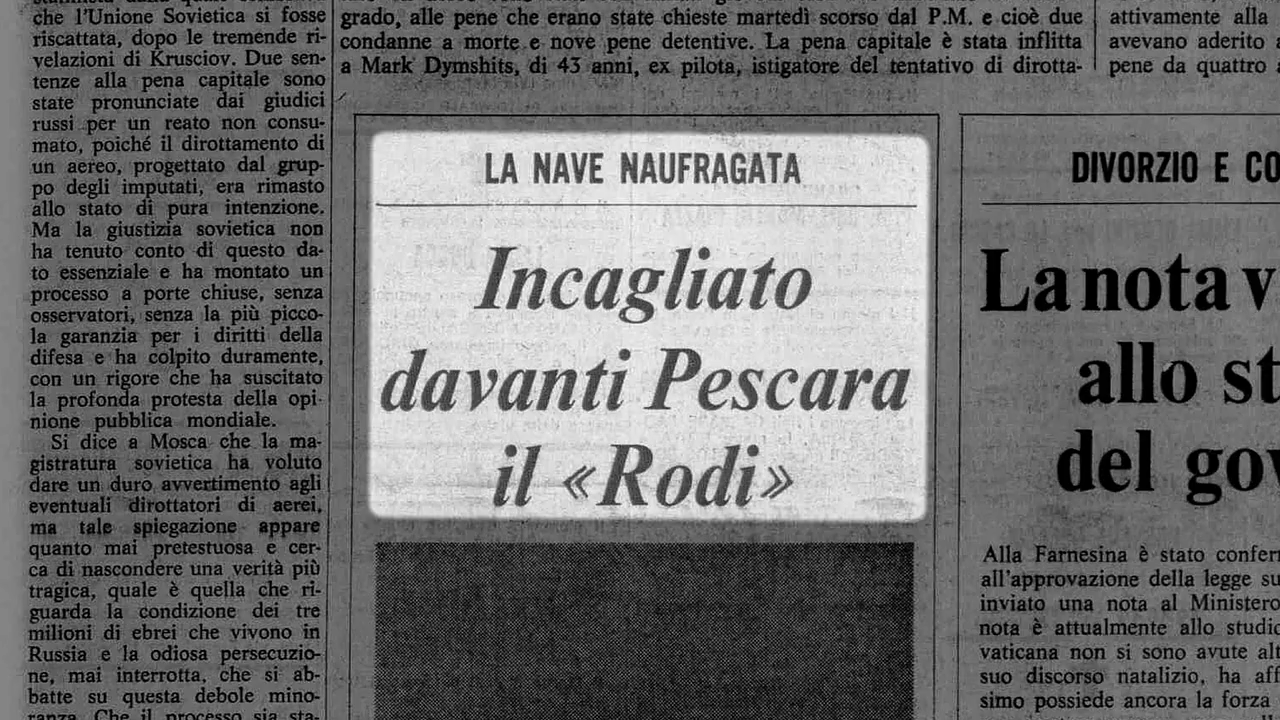 che l'Unione Sovietica si fosse
riscattata, dopo le tremende ri-
velazioni di Krusciov. Due sen-
tenze alla pena capitale sono
state pronunciate dai giudici
russi per un reato non consu-
mato, poiché il dirottamento di
un aereo, progettato dal grup-
po degli imputati, era rimasto
allo stato di pura intenzione.
Ma la giustizia sovietica non
ha tenuto conto di questo da-
to essenziale e ha montato un
processo a porte chiuse, senza
osservatori, senza la più picco-
la garanzia per i diritti della
difesa e ha colpito duramente,
con un rigore che ha suscitato
la profonda protesta della opi-
nione pubblica mondiale.
Si dice a Mosca che la ma-
gistratura sovietica ha voluto
dare un duro avvertimento agli
eventuali dirottatori di aerei,
ma tale spiegazione appare
quanto mai pretestuosa e cer-
ca di nascondere una verità più
tragica, quale è quella che ri-
guarda la condizione dei tre
milioni di ebrei che vivono in
Russia e la odiosa persecuzio-
ne, mai interrotta, che si ab-
batte su questa debole mino-
ranza. Che il processo sia sta-
grado, alle pene che erano state chieste martedì scorso dal P.M. e cioè due
condanne a morte e nove pene detentive. La pena capitale è stata inflitta
a Mark Dymshits, di 43 anni, ex pilota, istigatore del tentativo di dirotta-
attivamente alla
avevano aderito
pene da quattro
LA NAVE NAUFRAGATA
Incagliato
davanti Pescara
il «Rodi»
DIVORZIO E CO
La nota v
allo st
del gov
Alla Farnesina è stato confer
all'approvazione della legge su
inviato una nota al Ministero
nota è attualmente allo studio
vaticana non si sono avute alt
suo discorso natalizio, ha aff
simo possiede ancora la forza